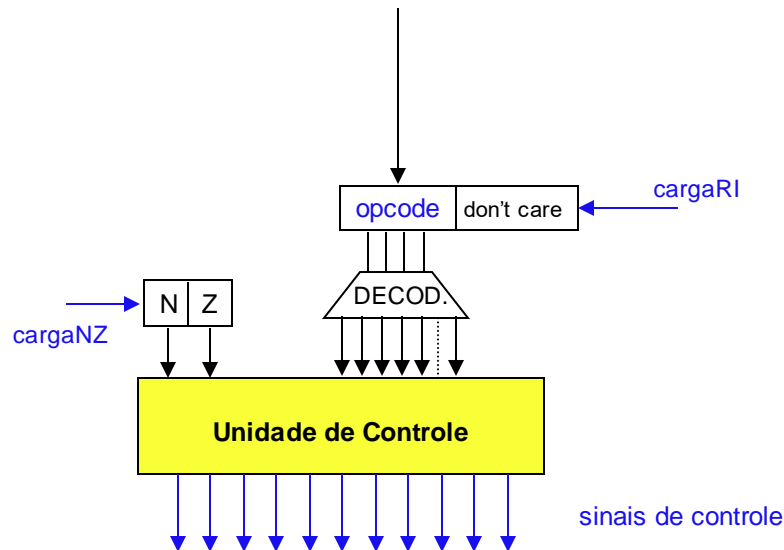 cargaRI
opcode
don't care
DECOD.
N Z
cargaNZ
Unidade de Controle
sinais de controle